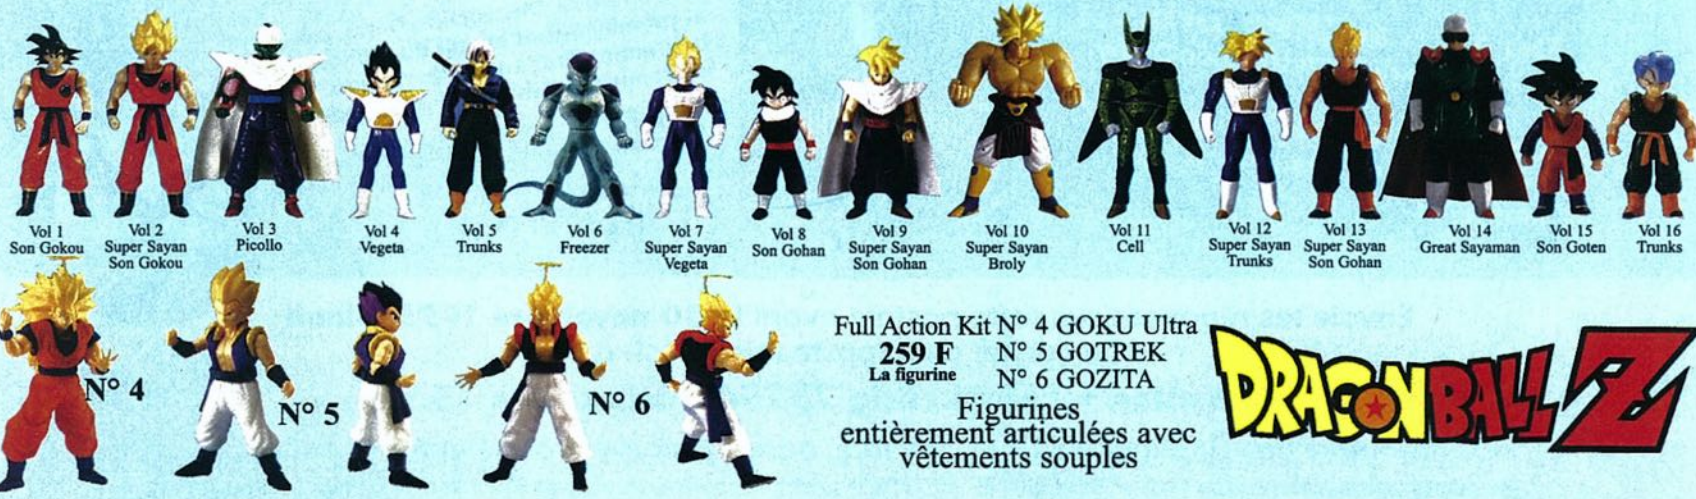 Vol 1
Son Gokou
Vol 2
Super Sayan
Son Gokou
Vol 3
Picollo
Vol 4
Vegeta
Vol 5
Trunks
Vol 6
Freezer
Vol 7
Super Sayan
Vegeta
Vol 8
Son Gohan
Vol 9
Super Sayan
Son Gohan
Vol 10
Super Sayan
Broly
Vol 11
Cell
Vol 12
Super Sayan
Trunks
Vol 13
Super Sayan
Son Gohan
Vol 14
Great Sayaman
Vol 15
Son Goten
Vol 16
Trunks
N° 4
N° 5
N° 6
Full Action Kit N° 4 GOKU Ultra
259 F N° 5 GOTREK
La figurine N° 6 GOZITA
Figurines
entièrement articulées avec
vêtements souples
DRAGONBALL Z